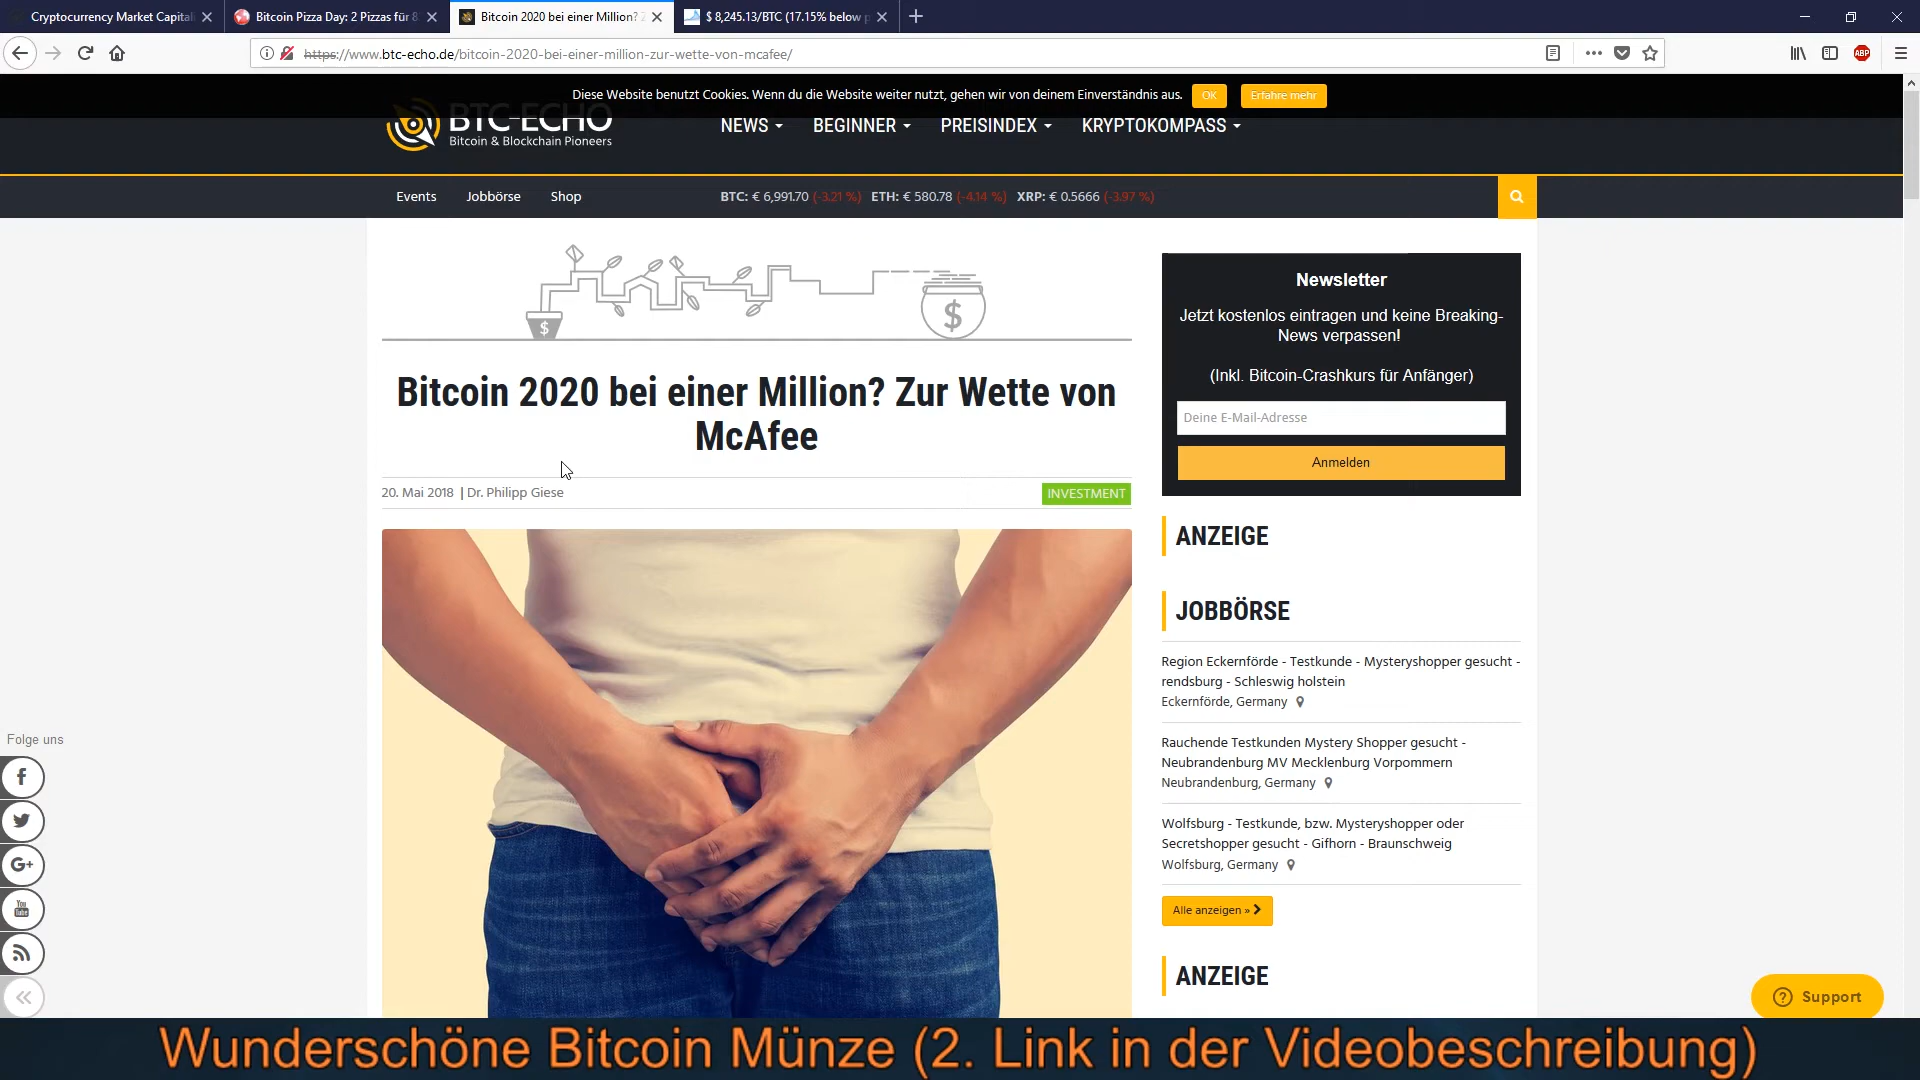 Cryptocurrency Market Capitali
Bitcoin Pizza Day: 2 Pizzas für 8
Bitcoin 2020 bei einer Million? Z
$ 8,245.13/BTC (17.15% below p
https://www.btc-echo.de/bitcoin-2020-bei-einer-million-zur-wette-von-mcafee/
ABP
Diese Website benutzt Cookies. Wenn du die Website weiter nutzt, gehen wir von deinem Einverständnis aus.
OK
Erfahre mehr
BTC-ECHO
Bitcoin & Blockchain Pioneers
NEWS
BEGINNER
PREISINDEX
KRYPTOKOMPASS
Events
Jobbörse
Shop
BTC: € 6,991.70 (-3.21 %) ETH: € 580.78 (-4.14 %) XRP: € 0.5666 (-3.97 %)
$
$
Bitcoin 2020 bei einer Million? Zur Wette von
McAfee
20. Mai 2018 | Dr. Philipp Giese
INVESTMENT
Newsletter
Jetzt kostenlos eintragen und keine Breaking-
News verpassen!
(Inkl. Bitcoin-Crashkurs für Anfänger)
Deine E-Mail-Adresse
Anmelden
ANZEIGE
JOBBÖRSE
Region Eckernförde - Testkunde - Mysteryshopper gesucht -
rendsburg - Schleswig holstein
Eckernförde, Germany
Rauchende Testkunden Mystery Shopper gesucht -
Neubrandenburg MV Mecklenburg Vorpommern
Neubrandenburg, Germany
Wolfsburg - Testkunde, bzw. Mysteryshopper oder
Secretshopper gesucht - Gifhorn - Braunschweig
Wolfsburg, Germany
Alle anzeigen »
ANZEIGE
Folge uns
G+
You
Tube
Support
Wunderschöne Bitcoin Münze (2. Link in der Videobeschreibung)